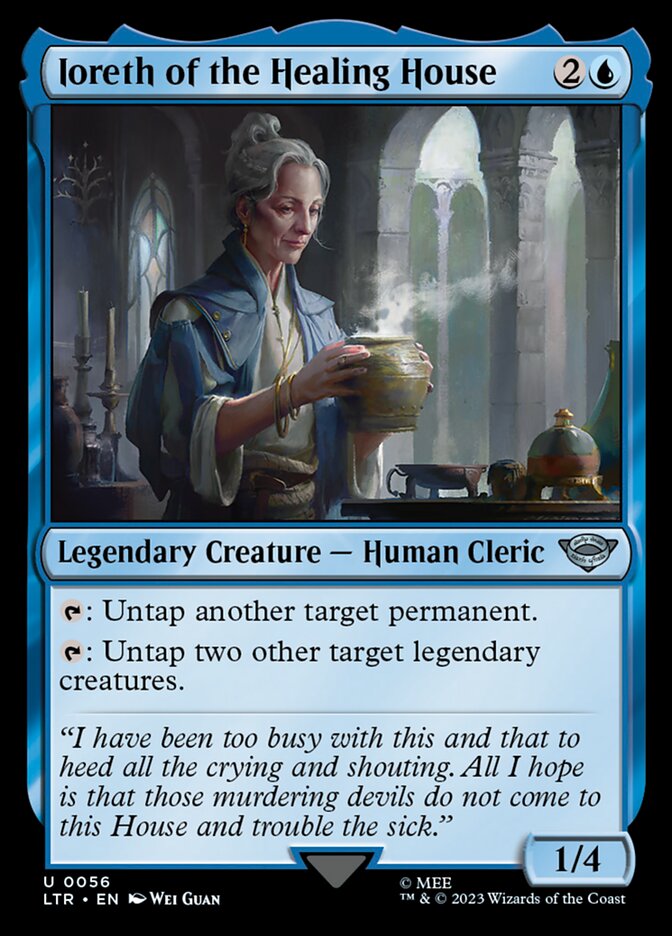 Ioreth of the Healing House 2
Legendary Creature — Human Cleric
: Untap another target permanent.
: Untap two other target legendary
creatures.
“I have been too busy with this and that to
heed all the crying and shouting. All I hope
is that those murdering devils do not come to
this House and trouble the sick.”
1/4
U 0056
LTR • EN Wei Guan
© MEE
™ & © 2023 Wizards of the Coast